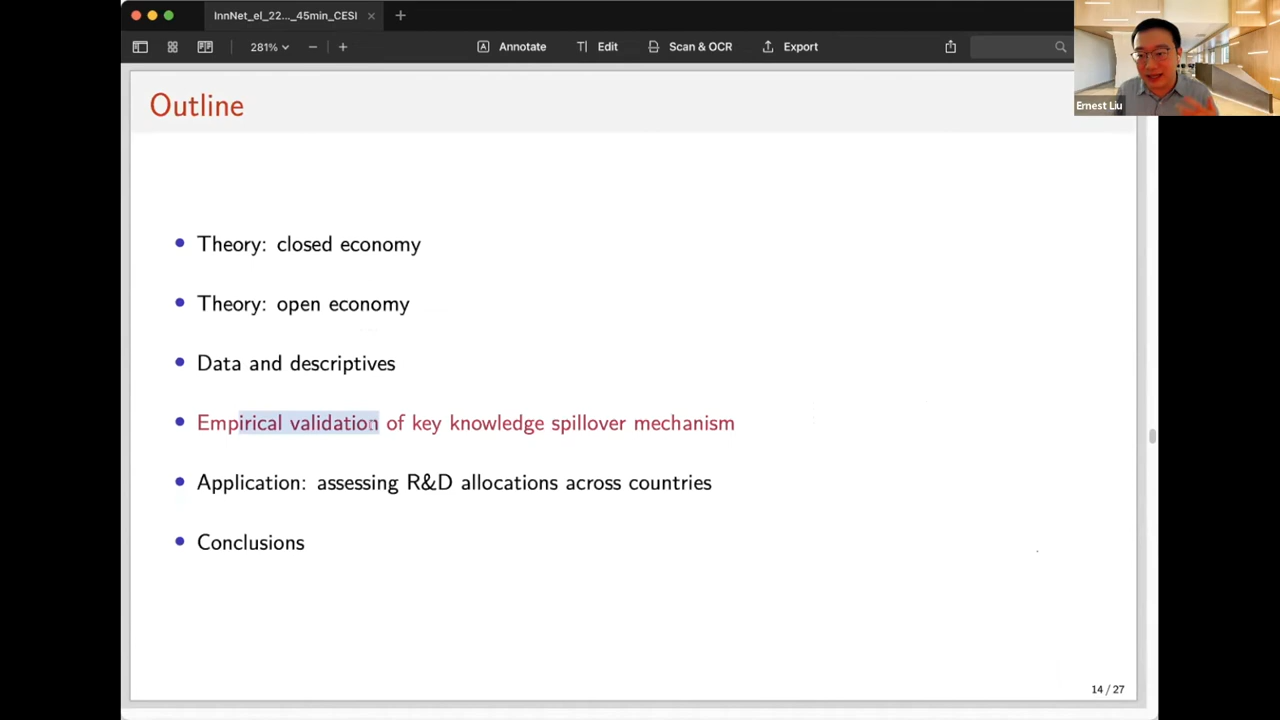 InnNet_el_22..._45min_CESI
281%
Annotate
Edit
Scan & OCR
Export
Ernest Liu
Outline
Theory: closed economy
Theory: open economy
Data and descriptives
Empirical validation of key knowledge spillover mechanism
Application: assessing R&D allocations across countries
Conclusions
14 / 27